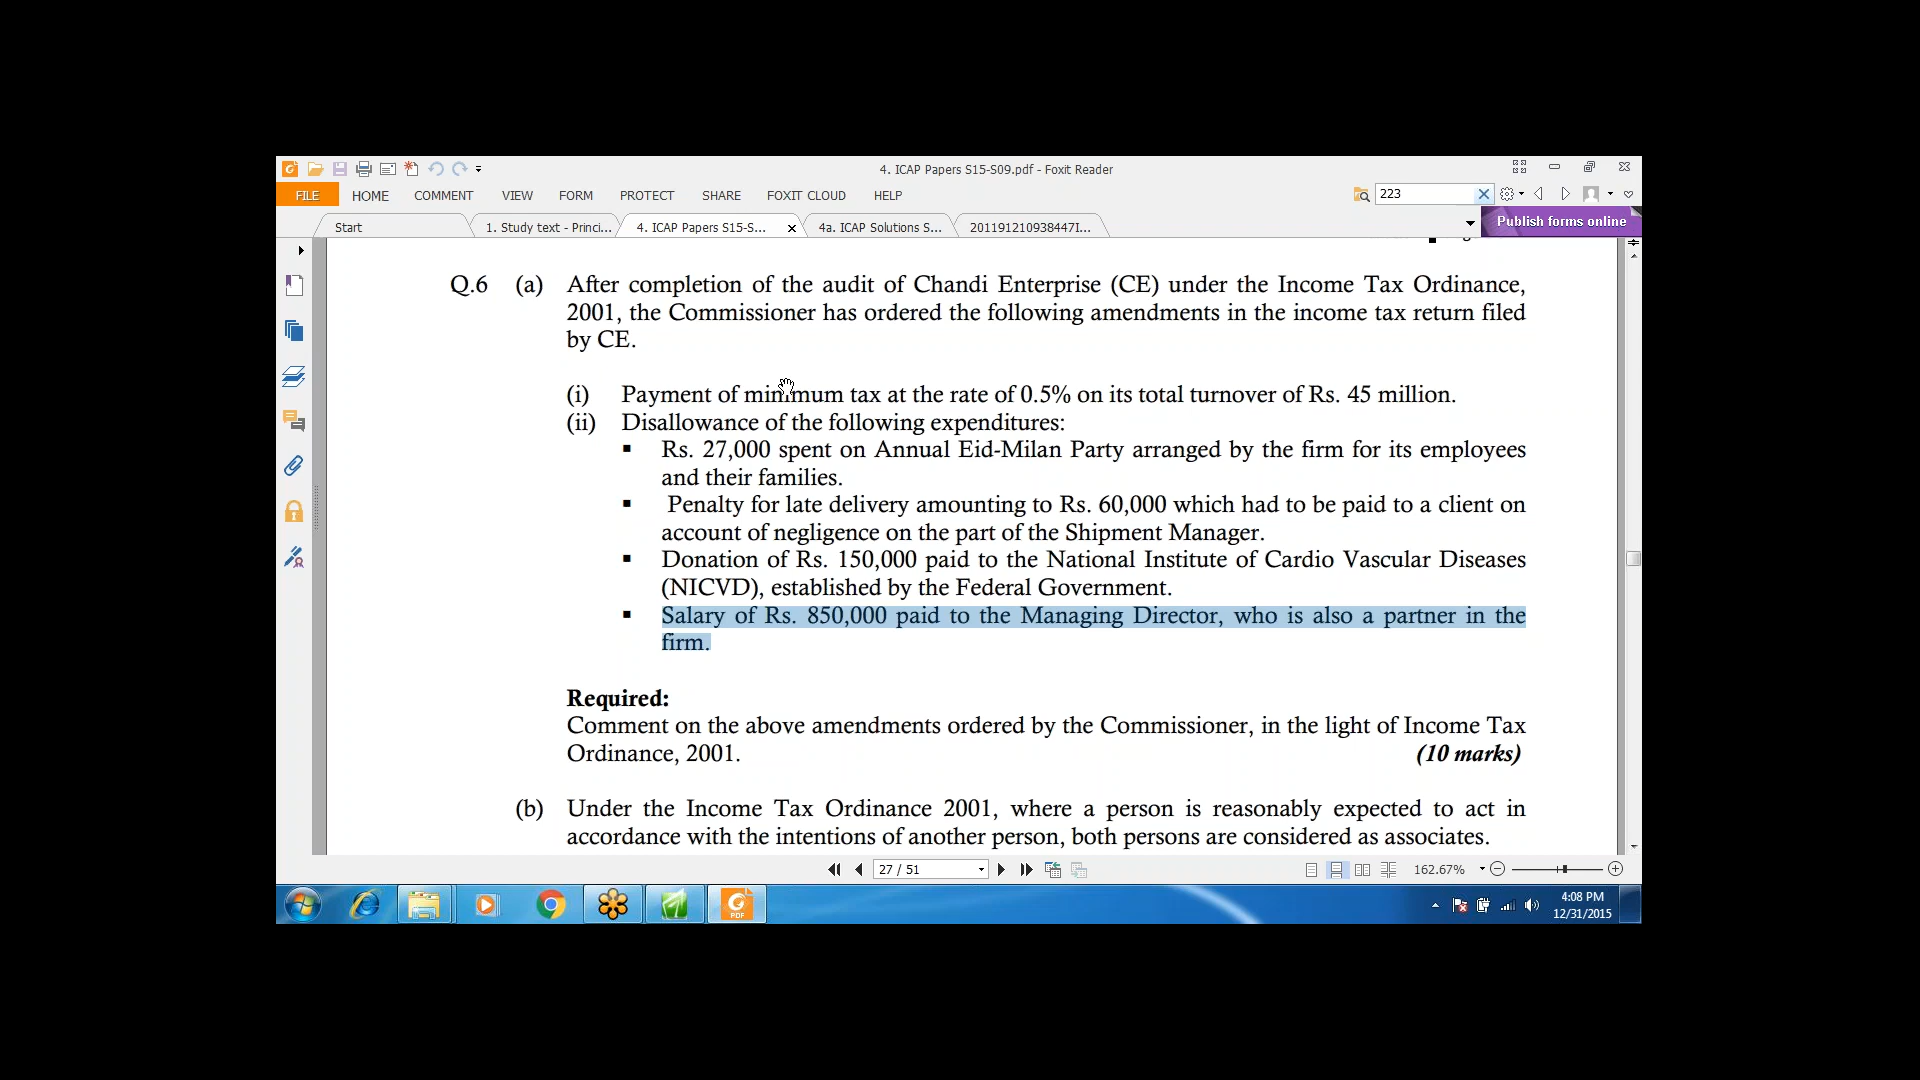 4. ICAP Papers S15-S09.pdf - Foxit Reader
FILE HOME COMMENT VIEW FORM PROTECT SHARE FOXIT CLOUD HELP 223
Start 1. Study text - Princi... 4. ICAP Papers S15-S... 4a. ICAP Solutions S... 201191210938447I... Publish forms online
Q.6 (a) After completion of the audit of Chandi Enterprise (CE) under the Income Tax Ordinance,
2001, the Commissioner has ordered the following amendments in the income tax return filed
by CE.
(i) Payment of minimum tax at the rate of 0.5% on its total turnover of Rs. 45 million.
(ii) Disallowance of the following expenditures:
▪ Rs. 27,000 spent on Annual Eid-Milan Party arranged by the firm for its employees
and their families.
▪ Penalty for late delivery amounting to Rs. 60,000 which had to be paid to a client on
account of negligence on the part of the Shipment Manager.
▪ Donation of Rs. 150,000 paid to the National Institute of Cardio Vascular Diseases
(NICVD), established by the Federal Government.
▪ Salary of Rs. 850,000 paid to the Managing Director, who is also a partner in the
firm.
Required:
Comment on the above amendments ordered by the Commissioner, in the light of Income Tax
Ordinance, 2001. (10 marks)
(b) Under the Income Tax Ordinance 2001, where a person is reasonably expected to act in
accordance with the intentions of another person, both persons are considered as associates.
27 / 51 162.67%
PDF
4:08 PM
12/31/2015